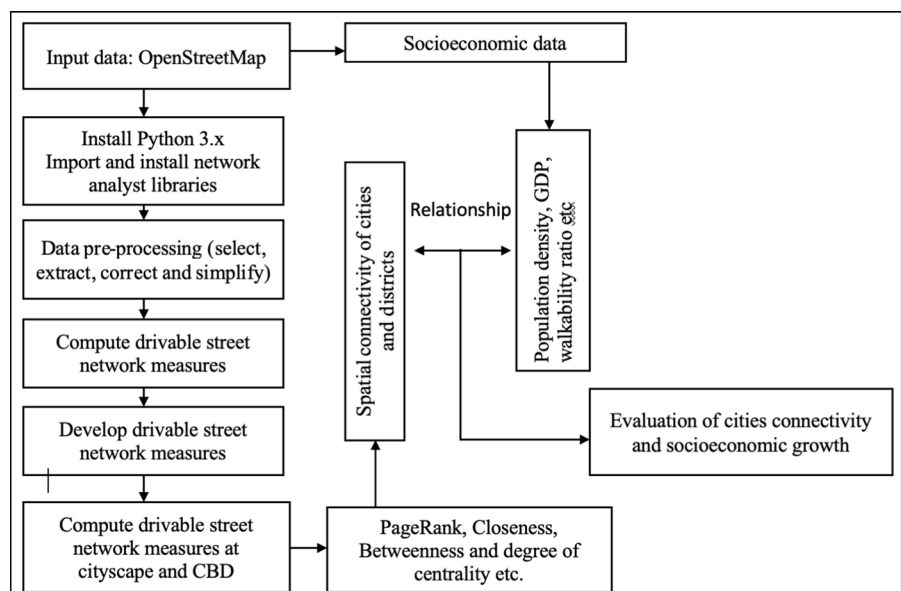 Input data: OpenStreetMap
Socioeconomic data
Install Python 3.x
Import and install network
analyst libraries
Data pre-processing (select,
extract, correct and simplify)
Compute drivable street
network measures
Develop drivable street
network measures
Compute drivable street
network measures at
cityscape and CBD
PageRank, Closeness,
Betweenness and degree of
centrality etc.
Spatial connectivity of cities
and districts
Relationship
Population density, GDP,
walkability ratio etc
Evaluation of cities connectivity
and socioeconomic growth